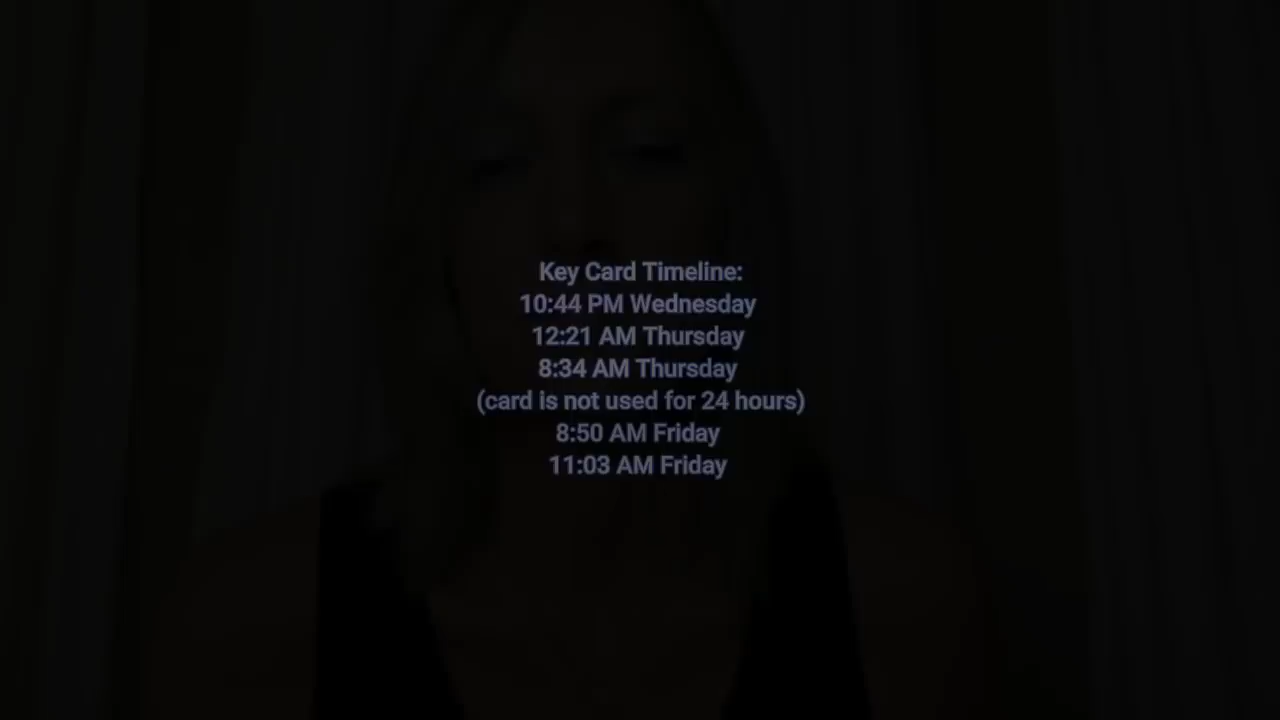 Key Card Timeline:
10:44 PM Wednesday
12:21 AM Thursday
8:34 AM Thursday
(card is not used for 24 hours)
8:50 AM Friday
11:03 AM Friday